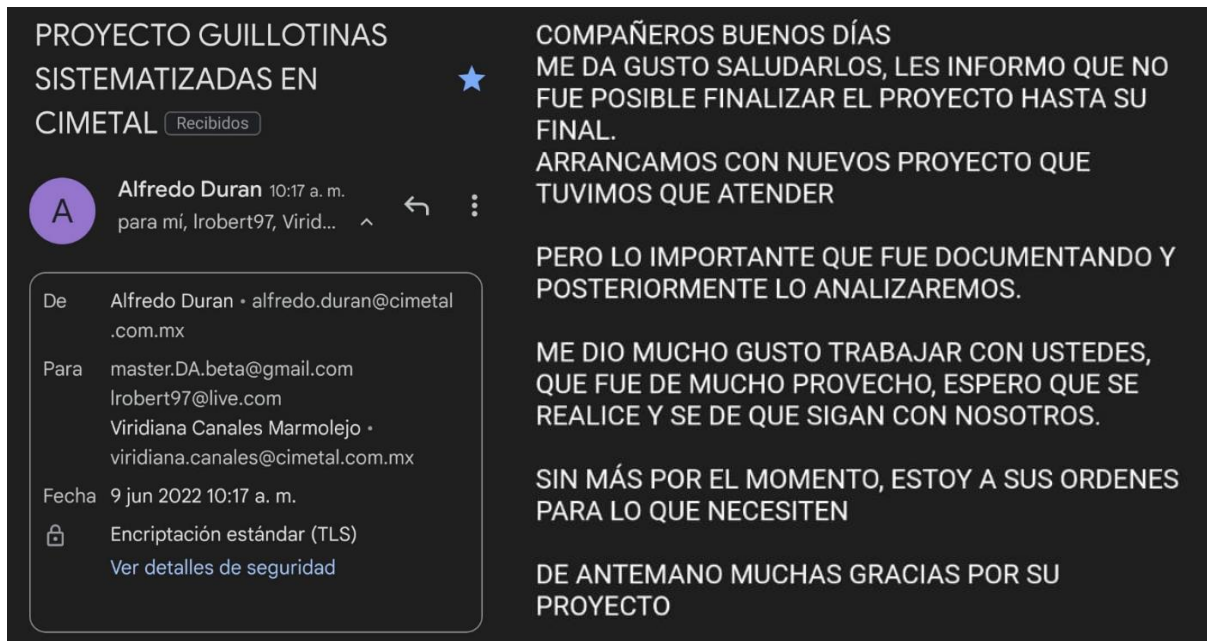 PROYECTO GUILLOTINAS
SISTEMATIZADAS EN
CIMETAL Recibidos
A
Alfredo Duran 10:17 a. m.
para mí, lrobert97, Virid...
De Alfredo Duran • alfredo.duran@cimetal
.com.mx
Para master.DA.beta@gmail.com
lrobert97@live.com
Viridiana Canales Marmolejo •
viridiana.canales@cimetal.com.mx
Fecha 9 jun 2022 10:17 a. m.
Encriptación estándar (TLS)
Ver detalles de seguridad
COMPAÑEROS BUENOS DÍAS
ME DA GUSTO SALUDARLOS, LES INFORMO QUE NO
FUE POSIBLE FINALIZAR EL PROYECTO HASTA SU
FINAL.
ARRANCAMOS CON NUEVOS PROYECTO QUE
TUVIMOS QUE ATENDER
PERO LO IMPORTANTE QUE FUE DOCUMENTANDO Y
POSTERIORMENTE LO ANALIZAREMOS.
ME DIO MUCHO GUSTO TRABAJAR CON USTEDES,
QUE FUE DE MUCHO PROVECHO, ESPERO QUE SE
REALICE Y SE DE QUE SIGAN CON NOSOTROS.
SIN MÁS POR EL MOMENTO, ESTOY A SUS ORDENES
PARA LO QUE NECESITEN
DE ANTEMANO MUCHAS GRACIAS POR SU
PROYECTO